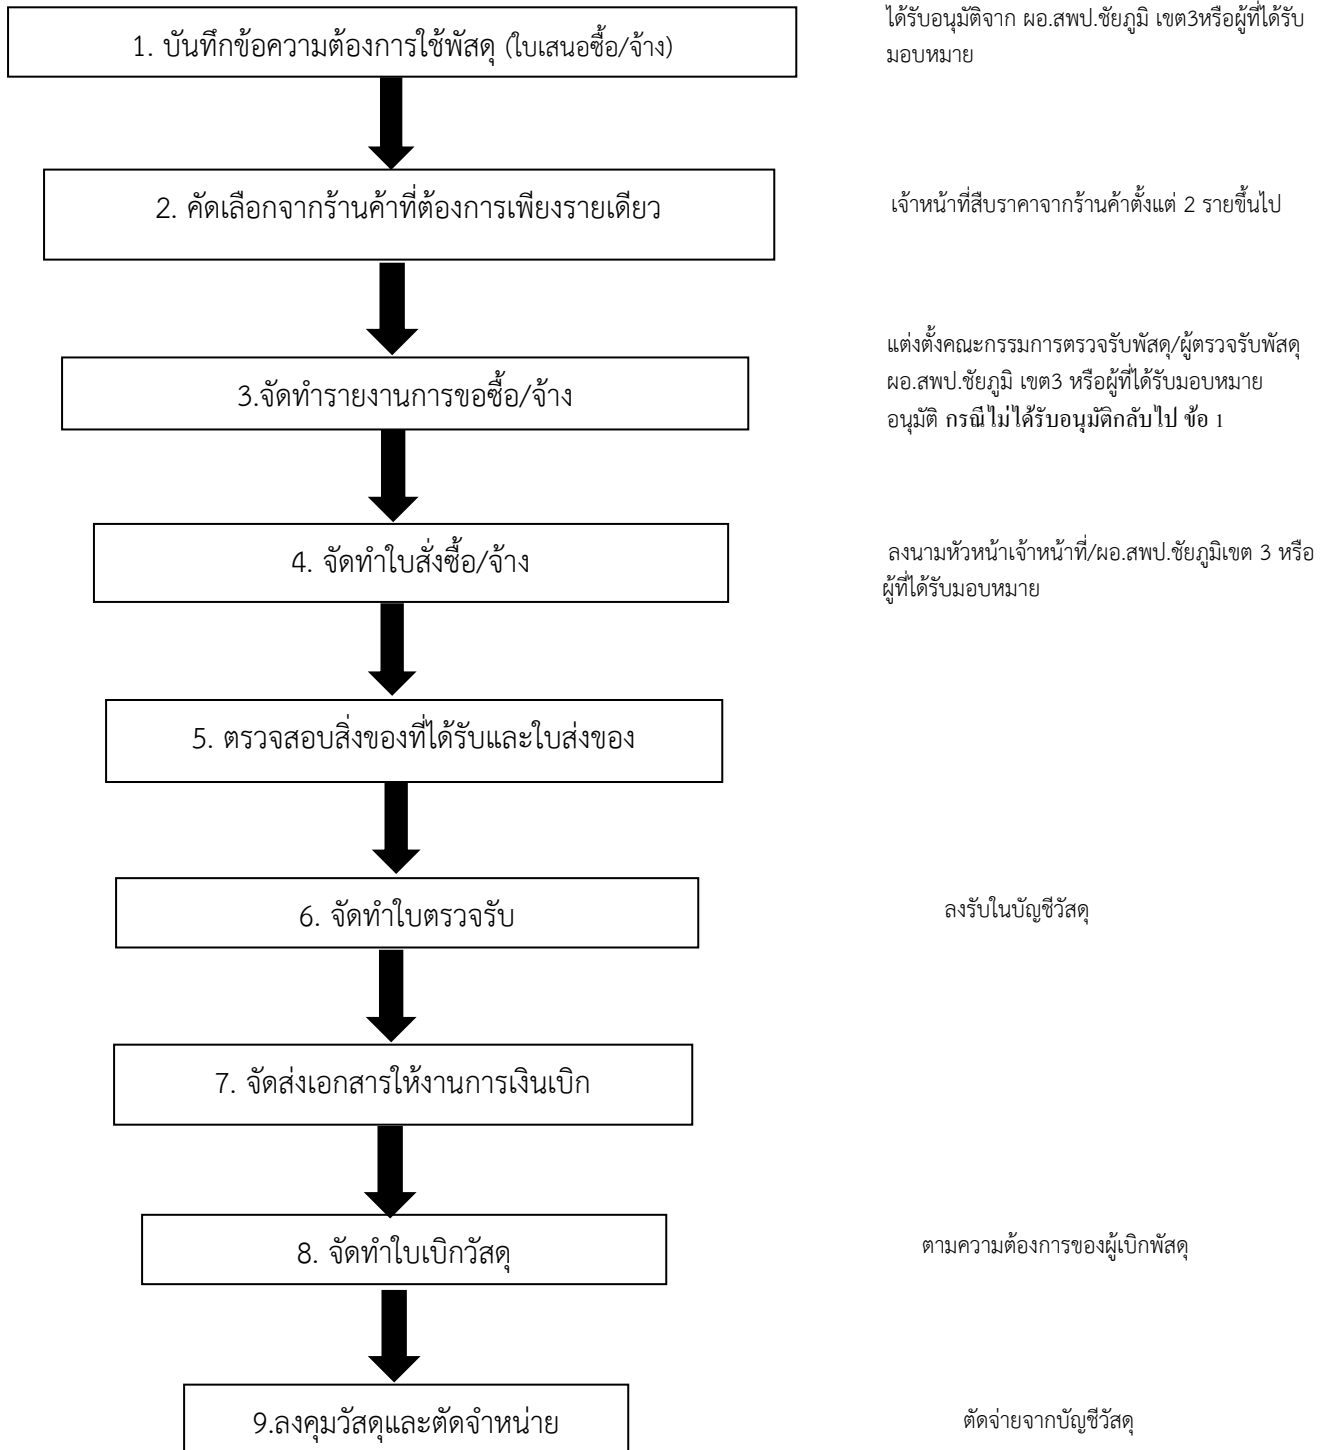 1. บันทึกข้อความต้องการใช้พัสดุ (ใบเสนอซื้อ/จ้าง)
ได้รับอนุมัติจาก ผอ.สพป.ชัยภูมิ เขต3หรือผู้ที่ได้รับ
มอบหมาย
2. คัดเลือกจากร้านค้าที่ต้องการเพียงรายเดียว
เจ้าหน้าที่สืบราคาจากร้านค้าตั้งแต่ 2 รายขึ้นไป
3.จัดทำรายงานการขอซื้อ/จ้าง
แต่งตั้งคณะกรรมการตรวจรับพัสดุ/ผู้ตรวจรับพัสดุ
ผอ.สพป.ชัยภูมิ เขต3 หรือผู้ที่ได้รับมอบหมาย
อนุมัติ กรณีไม่ได้รับอนุมัติกลับไป ข้อ 1
4. จัดทำใบสั่งซื้อ/จ้าง
ลงนามหัวหน้าเจ้าหน้าที่/ผอ.สพป.ชัยภูมิเขต 3 หรือ
ผู้ที่ได้รับมอบหมาย
5. ตรวจสอบสิ่งของที่ได้รับและใบส่งของ
6. จัดทำใบตรวจรับ
ลงรับในบัญชีวัสดุ
7. จัดส่งเอกสารให้งานการเงินเบิก
8. จัดทำใบเบิกวัสดุ
ตามความต้องการของผู้เบิกพัสดุ
9.ลงคุมวัสดุและตัดจำหน่าย
ตัดจ่ายจากบัญชีวัสดุ